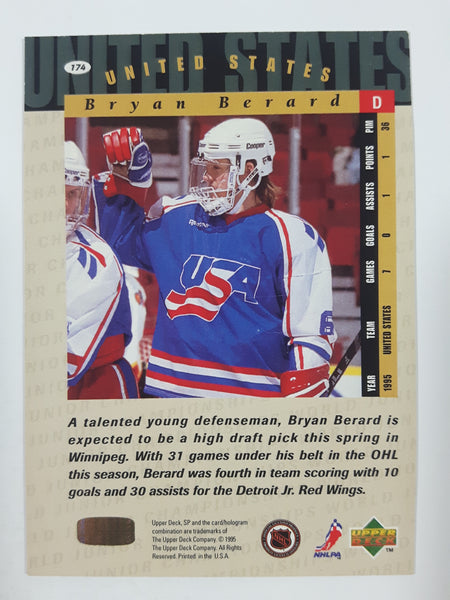 UNITED STATES
174
UNITED STATES
Bryan Berard D
YEAR TEAM GAMES GOALS ASSISTS POINTS PIM
1995 UNITED STATES 7 0 1 1 36
Cooper
Cooper
USA
A talented young defenseman, Bryan Berard is
expected to be a high draft pick this spring in
Winnipeg. With 31 games under his belt in the OHL
this season, Berard was fourth in team scoring with 10
goals and 30 assists for the Detroit Jr. Red Wings.
Upper Deck, SP and the card/hologram
combination are trademarks of
The Upper Deck Company. © 1995
The Upper Deck Company. All Rights
Reserved. Printed in the U.S.A.
NHL
NHLPA
UPPER
DECK
TM